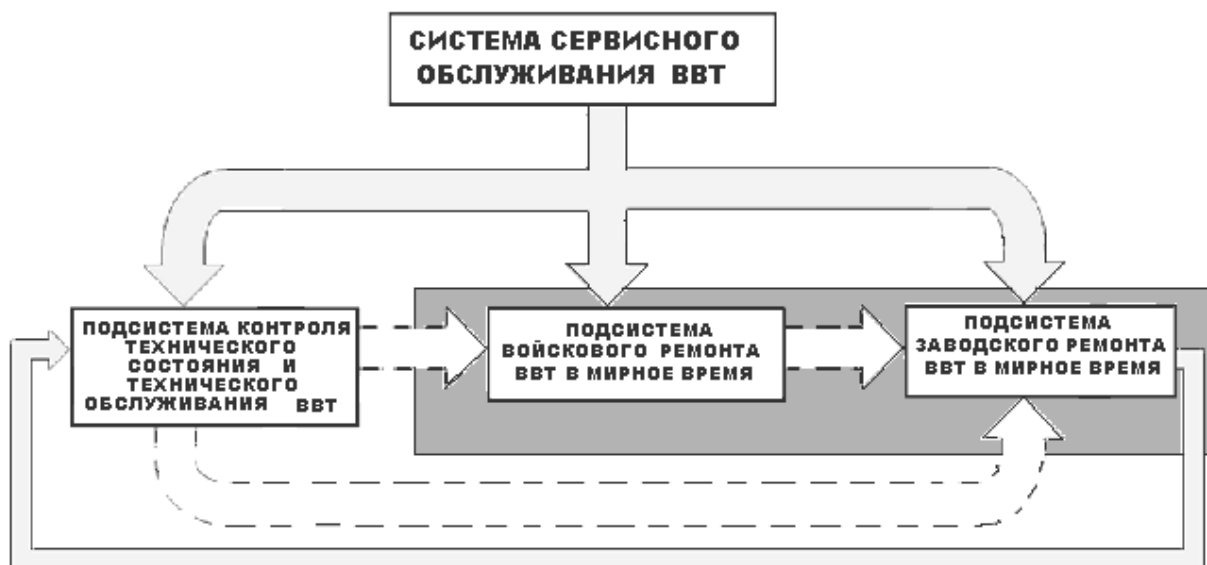 СИСТЕМА СЕРВИСНОГО
ОБСЛУЖИВАНИЯ ВВТ
ПОДСИСТЕМА КОНТРОЛЯ
ТЕХНИЧЕСКОГО
СОСТОЯНИЯ И
ТЕХНИЧЕСКОГО
ОБСЛУЖИВАНИЯ ВВТ
ПОДСИСТЕМА
ВОЙСКОВОГО РЕМОНТА
ВВТ В МИРНОЕ ВРЕМЯ
ПОДСИСТЕМА
ЗАВОДСКОГО РЕМОНТА
ВВТ В МИРНОЕ ВРЕМЯ